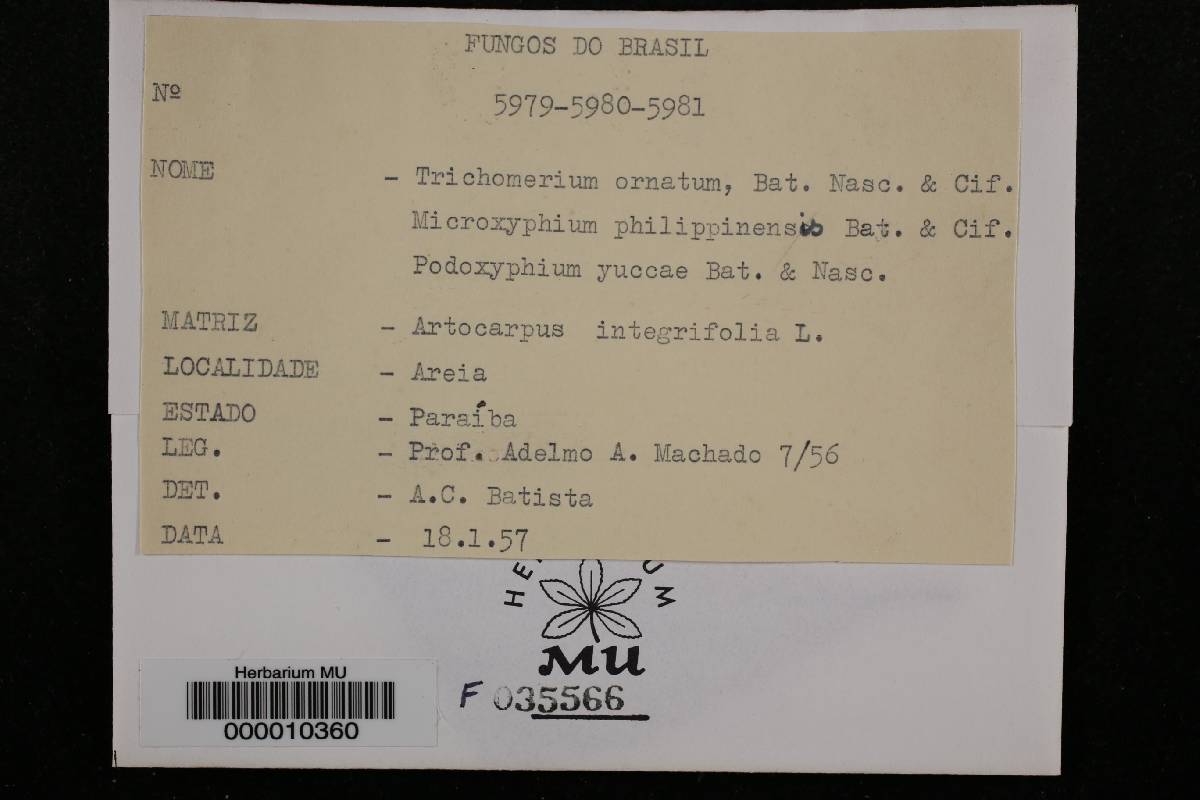 FUNGOS DO BRASIL
Nº 5979-5980-5981
NOME - Trichomerium ornatum, Bat. Nasc. & Cif.
Microxyphium philippinensis Bat. & Cif.
Podoxyphium yuccae Bat. & Nasc.
MATRIZ - Artocarpus integrifolia L.
LOCALIDADE - Areia
ESTADO - Paraíba
LEG. - Prof. Adelmo A. Machado 7/56
DET. - A.C. Batista
DATA - 18.1.57
MU
Herbarium MU
000010360
F 035566